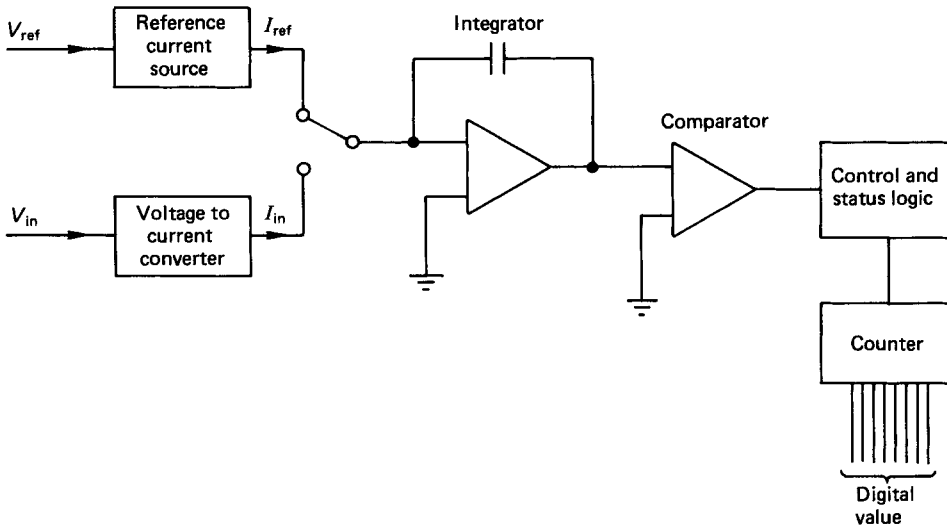 V_ref
Reference
current
source
I_ref
Integrator
Comparator
Control and
status logic
V_in
Voltage to
current
converter
I_in
Counter
Digital
value